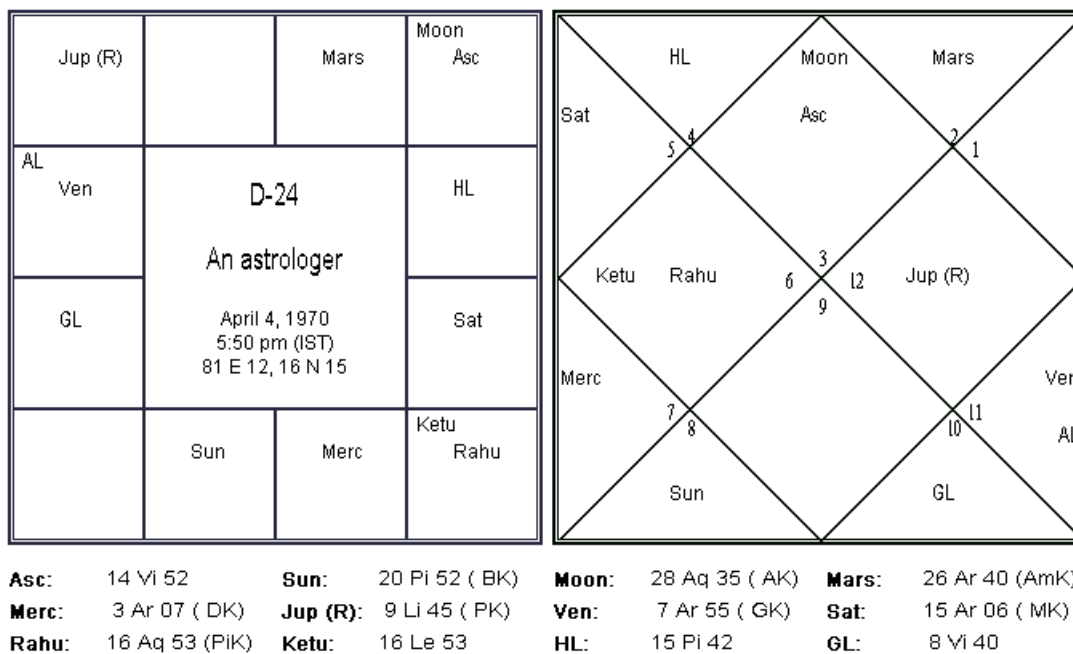 Jup (R)
Mars
Moon
Asc
AL
Ven
D-24
An astrologer
April 4, 1970
5:50 pm (IST)
81 E 12, 16 N 15
HL
GL
Sat
Sun
Merc
Ketu
Rahu
HL
Moon
Mars
Sat
Asc
4
2
5
1
3
Ketu
Rahu
6
12
Jup (R)
9
Merc
Ven
7
11
8
10
AL
Sun
GL
Asc: 14 Vi 52 Sun: 20 Pi 52 ( BK) Moon: 28 Aq 35 ( AK) Mars: 26 Ar 40 (AmK)
Merc: 3 Ar 07 ( DK) Jup (R): 9 Li 45 ( PK) Ven: 7 Ar 55 ( GK) Sat: 15 Ar 06 ( MK)
Rahu: 16 Aq 53 (PiK) Ketu: 16 Le 53 HL: 15 Pi 42 GL: 8 Vi 40